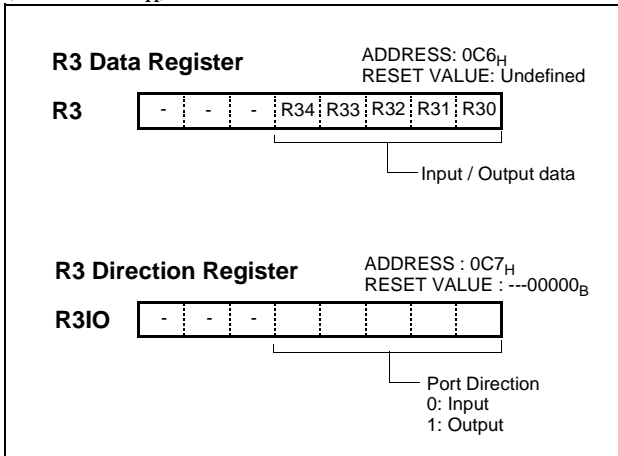 R3 Data Register
ADDRESS: 0C6H
RESET VALUE: Undefined
R3 - - - R34 R33 R32 R31 R30
Input / Output data
R3 Direction Register
ADDRESS : 0C7H
RESET VALUE : ---00000B
R3IO - - -
Port Direction
0: Input
1: Output